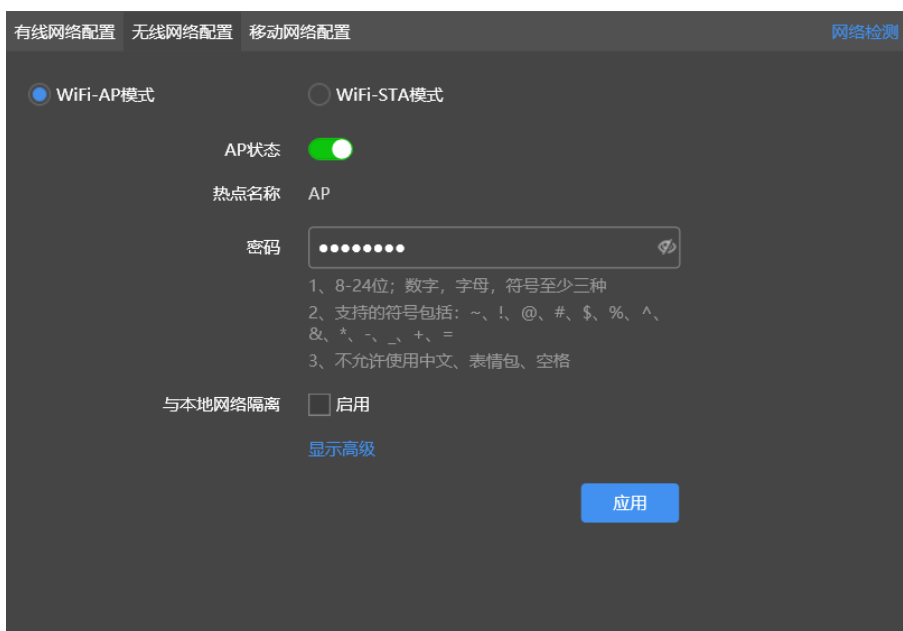 有线网络配置 无线网络配置 移动网络配置 网络检测
WiFi-AP模式 WiFi-STA模式
AP状态
热点名称 AP
密码 ●●●●●●●●
1、8-24位；数字，字母，符号至少三种
2、支持的符号包括：~、!、@、#、$、%、^、
&、*、-、_、+、=
3、不允许使用中文、表情包、空格
与本地网络隔离 启用
显示高级
应用